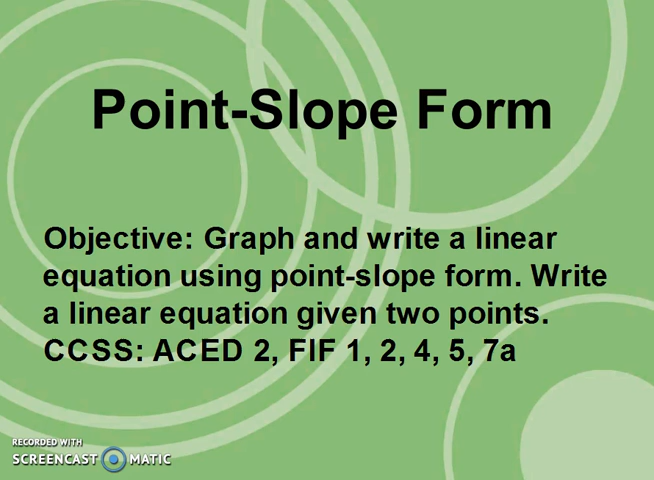 Point-Slope Form
Objective: Graph and write a linear
equation using point-slope form. Write
a linear equation given two points.
CCSS: ACED 2, FIF 1, 2, 4, 5, 7a
RECORDED WITH
SCREENCAST MATIC